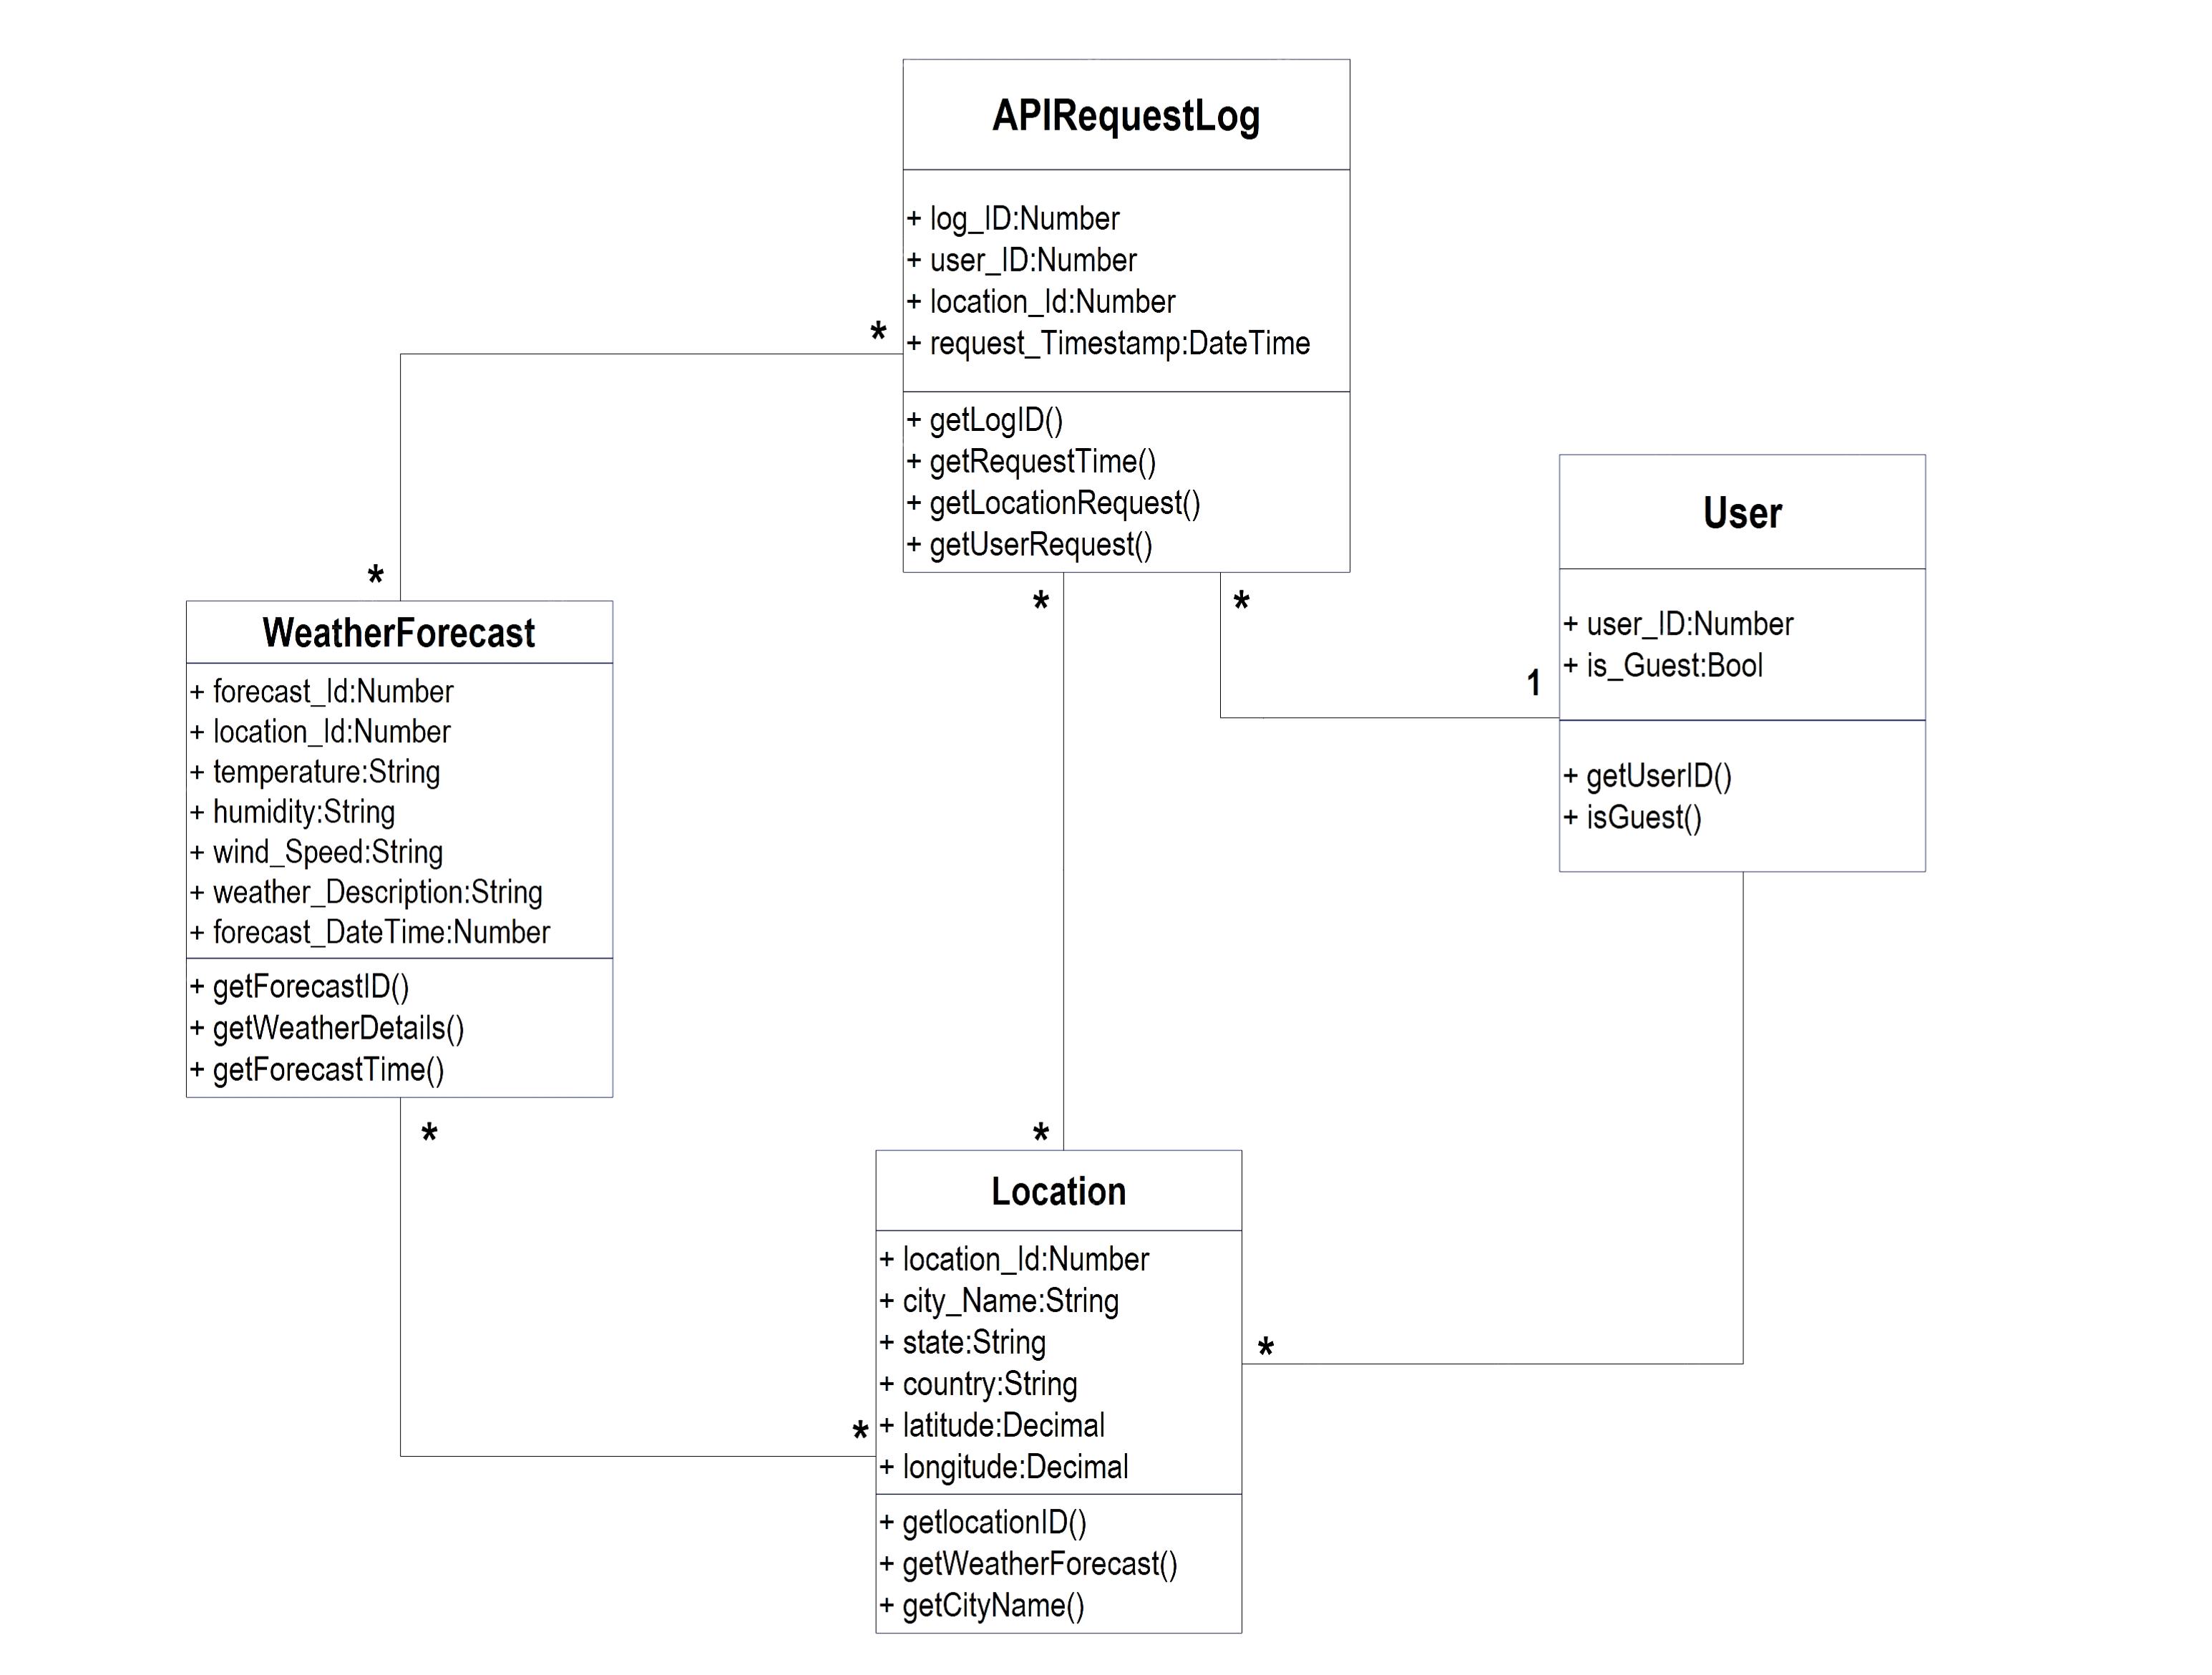 APIRequestLog
+ log_ID:Number
+ user_ID:Number
+ location_Id:Number
+ request_Timestamp:DateTime
+ getLogID()
+ getRequestTime()
+ getLocationRequest()
+ getUserRequest()
*
*
*
*
User
+ user_ID:Number
+ is_Guest:Bool
+ getUserID()
+ isGuest()
1
WeatherForecast
+ forecast_Id:Number
+ location_Id:Number
+ temperature:String
+ humidity:String
+ wind_Speed:String
+ weather_Description:String
+ forecast_DateTime:Number
+ getForecastID()
+ getWeatherDetails()
+ getForecastTime()
*
*
Location
+ location_Id:Number
+ city_Name:String
+ state:String
+ country:String
+ latitude:Decimal
+ longitude:Decimal
+ getlocationID()
+ getWeatherForecast()
+ getCityName()
*
*